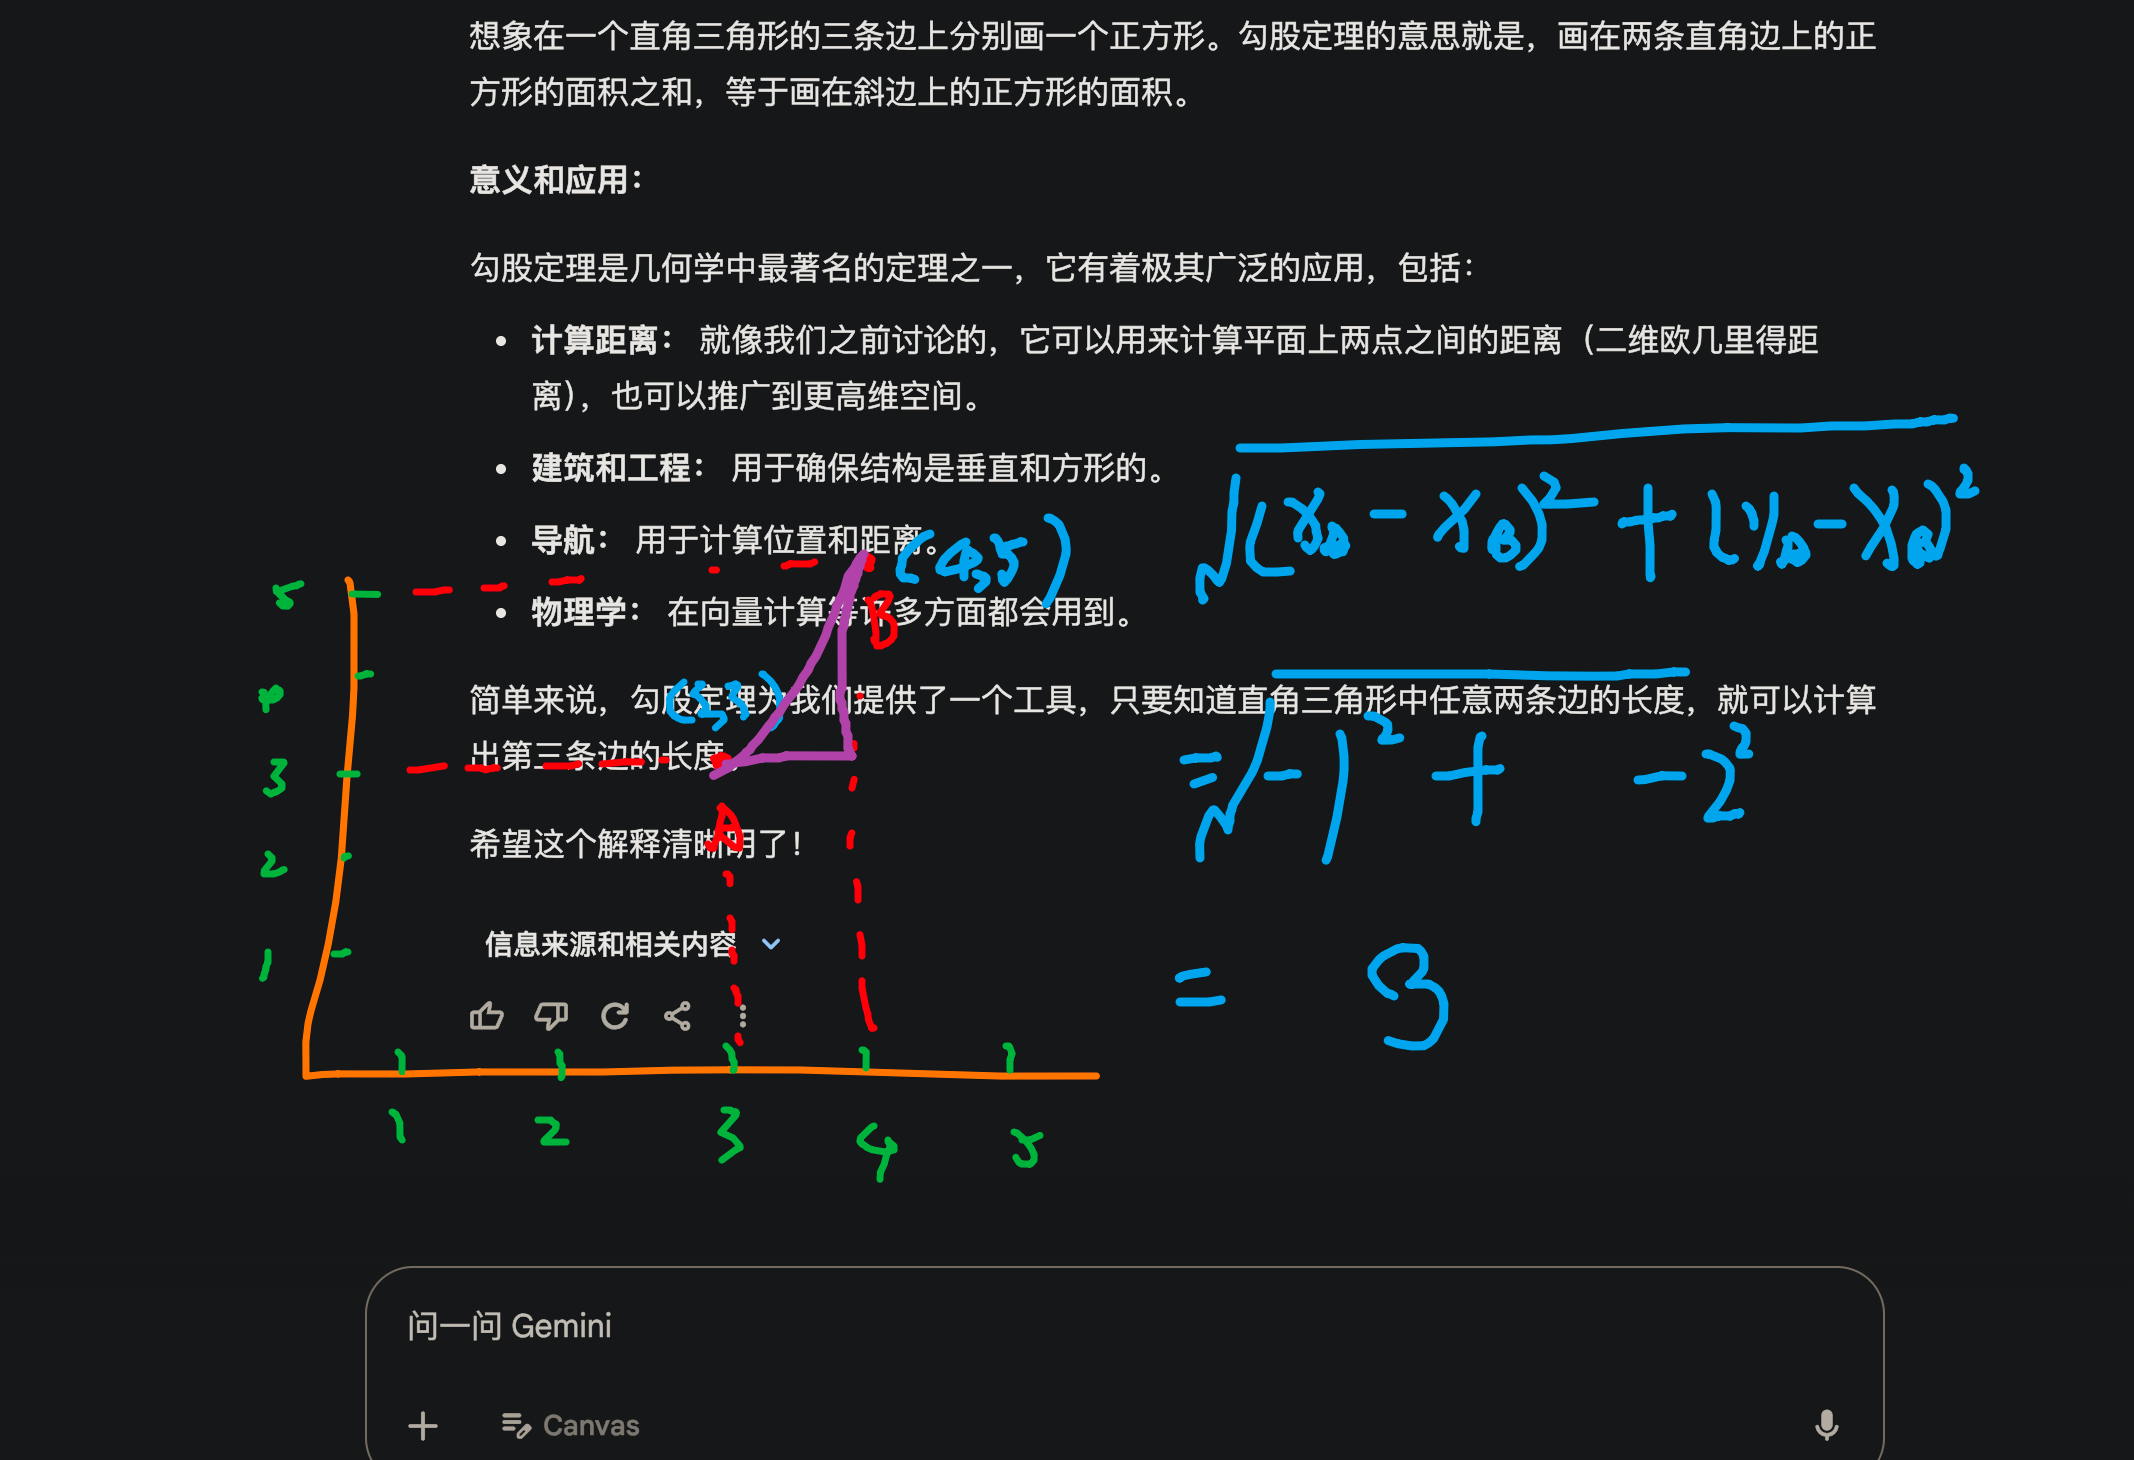 想象在一个直角三角形的三条边上分别画一个正方形。勾股定理的意思就是，画在两条直角边上的正
方形的面积之和，等于画在斜边上的正方形的面积。
意义和应用：
勾股定理是几何学中最著名的定理之一，它有着极其广泛的应用，包括：
• 计算距离： 就像我们之前讨论的，它可以用来计算平面上两点之间的距离（二维欧几里得距
离），也可以推广到更高维空间。
• 建筑和工程： 用于确保结构是垂直和方形的。
• 导航： 用于计算位置和距离。
(4,5)
• 物理学： 在向量计算等许多方面都会用到。
B
简单来说，勾股定理为我们提供了一个工具，只要知道直角三角形中任意两条边的长度，就可以计算
出第三条边的长度。
(3,3)
A
希望这个解释清晰明了！
信息来源和相关内容
5
4
3
2
1
1 2 3 4 5
√(x_A - x_B)² + (y_A - y_B)²
= √-1² + -2²
= 3
问一问 Gemini
Canvas